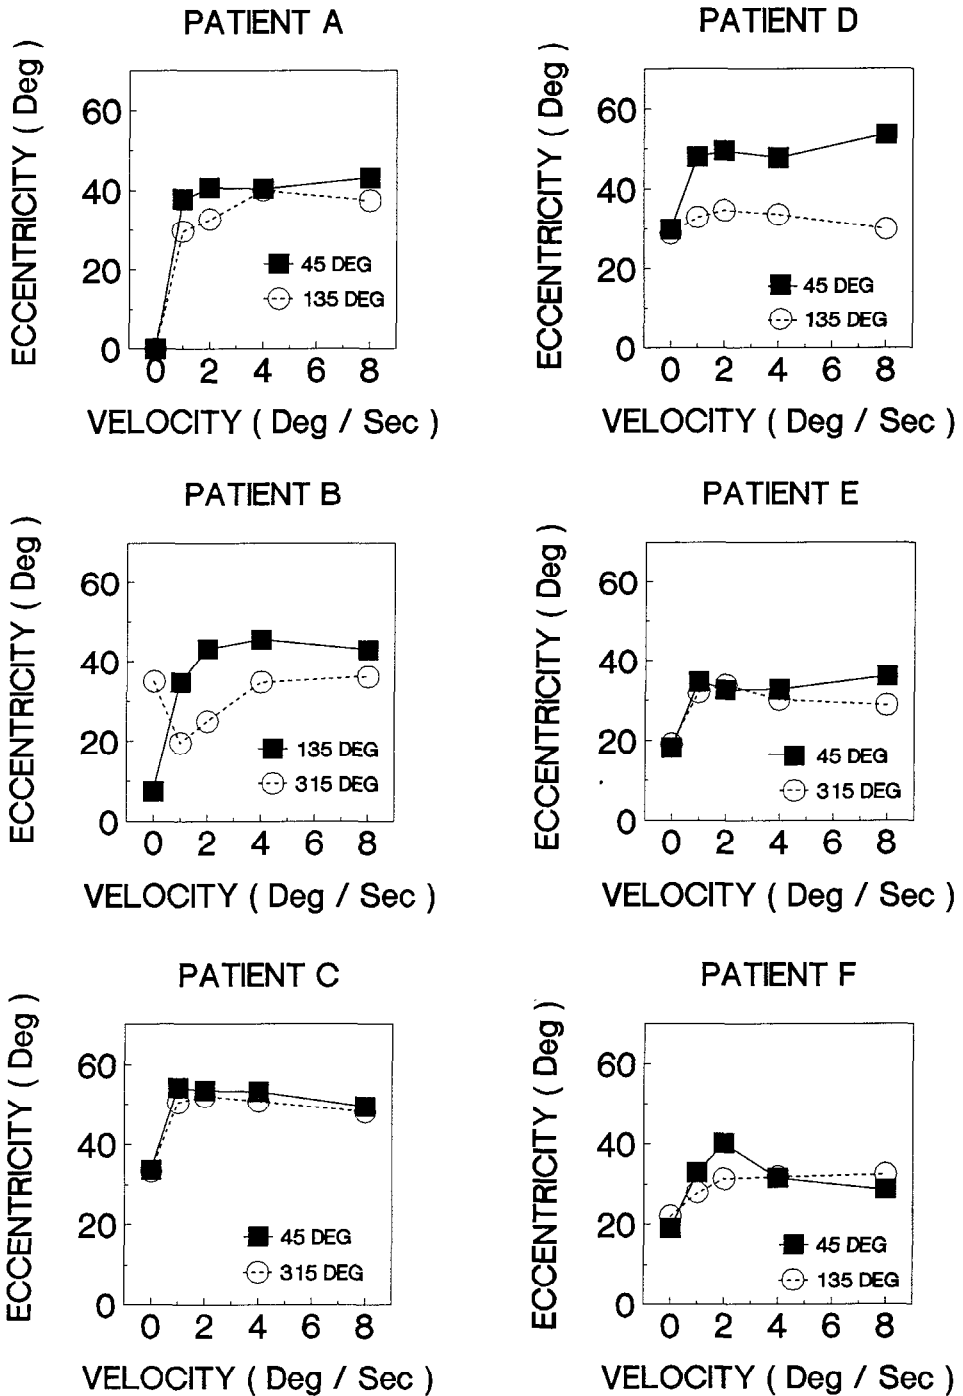 PATIENT A
ECCENTRICITY ( Deg )
60
40
20
0
45 DEG
135 DEG
0 2 4 6 8
VELOCITY ( Deg / Sec )
PATIENT D
ECCENTRICITY ( Deg )
60
40
20
0
45 DEG
135 DEG
0 2 4 6 8
VELOCITY ( Deg / Sec )
PATIENT B
ECCENTRICITY ( Deg )
60
40
20
0
135 DEG
315 DEG
0 2 4 6 8
VELOCITY ( Deg / Sec )
PATIENT E
ECCENTRICITY ( Deg )
60
40
20
0
45 DEG
315 DEG
0 2 4 6 8
VELOCITY ( Deg / Sec )
PATIENT C
ECCENTRICITY ( Deg )
60
40
20
0
45 DEG
315 DEG
0 2 4 6 8
VELOCITY ( Deg / Sec )
PATIENT F
ECCENTRICITY ( Deg )
60
40
20
0
45 DEG
135 DEG
0 2 4 6 8
VELOCITY ( Deg / Sec )